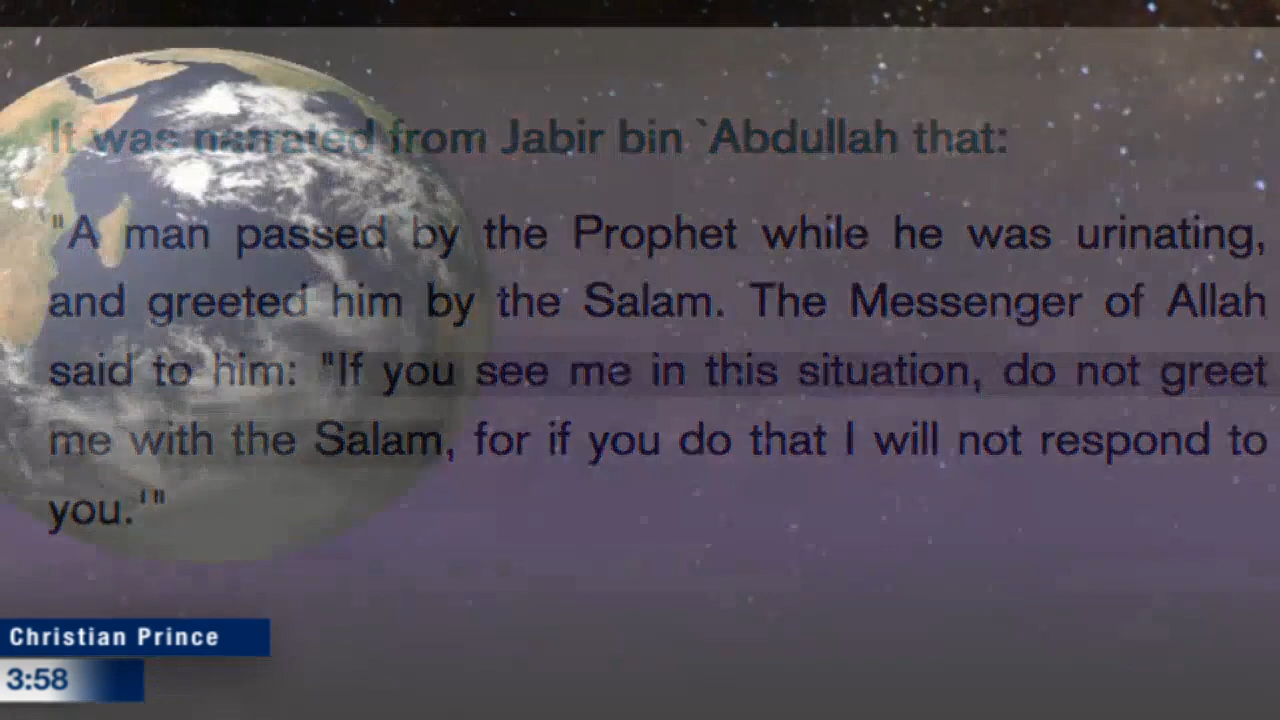 It was narrated from Jabir bin `Abdullah that:
"A man passed by the Prophet while he was urinating,
and greeted him by the Salam. The Messenger of Allah
said to him: "If you see me in this situation, do not greet
me with the Salam, for if you do that I will not respond to
you.'"
Christian Prince
3:58